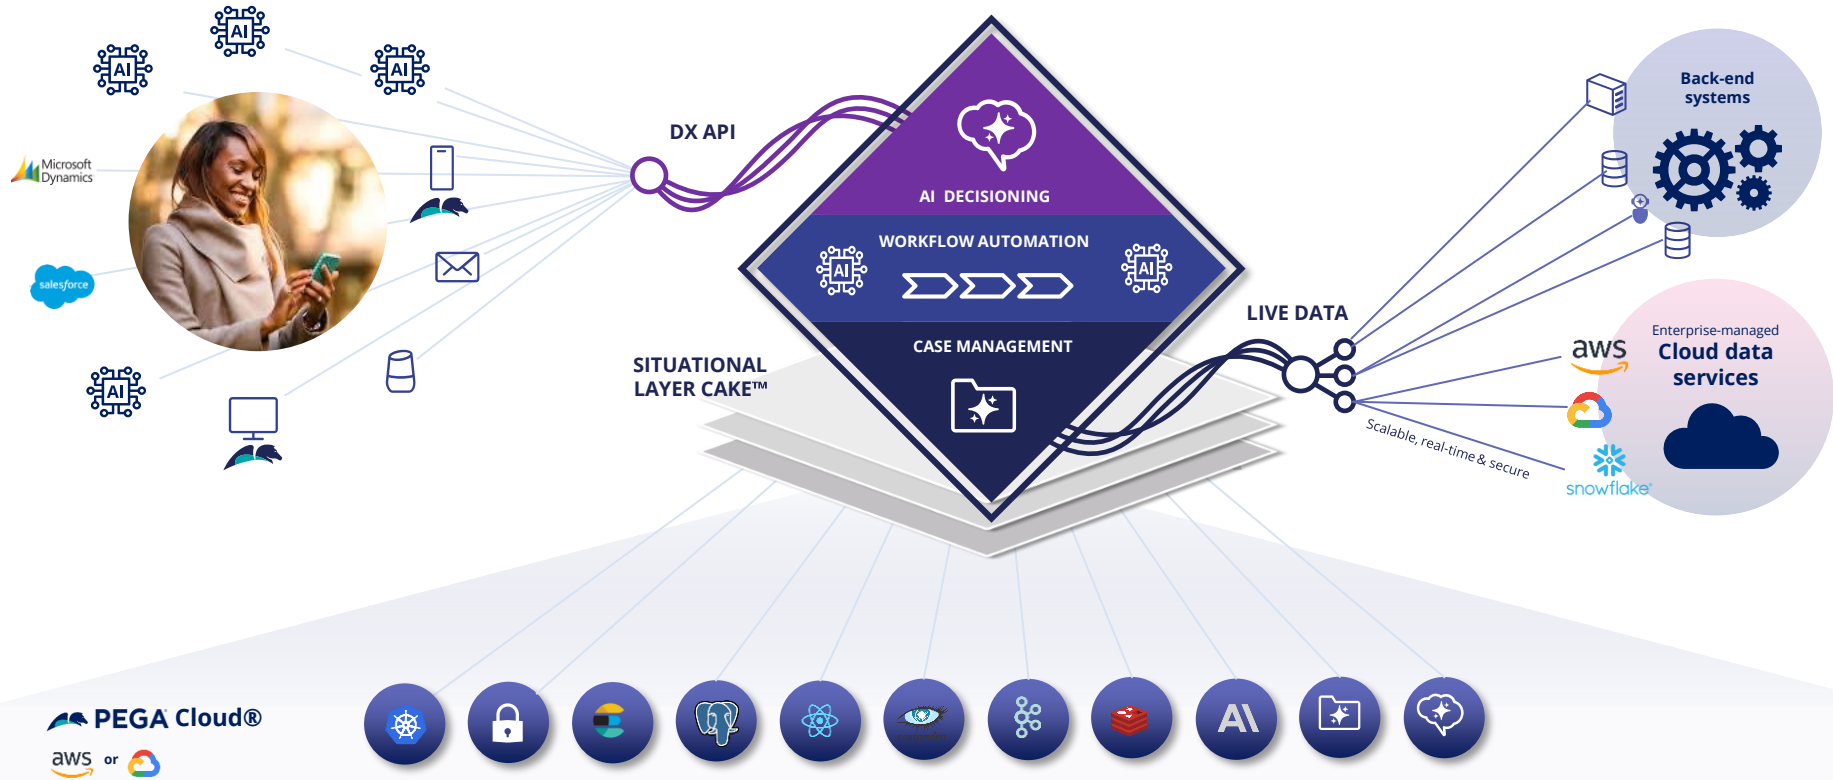 AI
AI
AI
Microsoft
Dynamics
salesforce
AI
DX API
SITUATIONAL
LAYER CAKE™
AI DECISIONING
WORKFLOW AUTOMATION
AI
AI
CASE MANAGEMENT
LIVE DATA
Scalable, real-time & secure
Back-end
systems
Enterprise-managed
Cloud data
services
aws
snowflake®
PEGA Cloud®
aws or
cassandra
AI